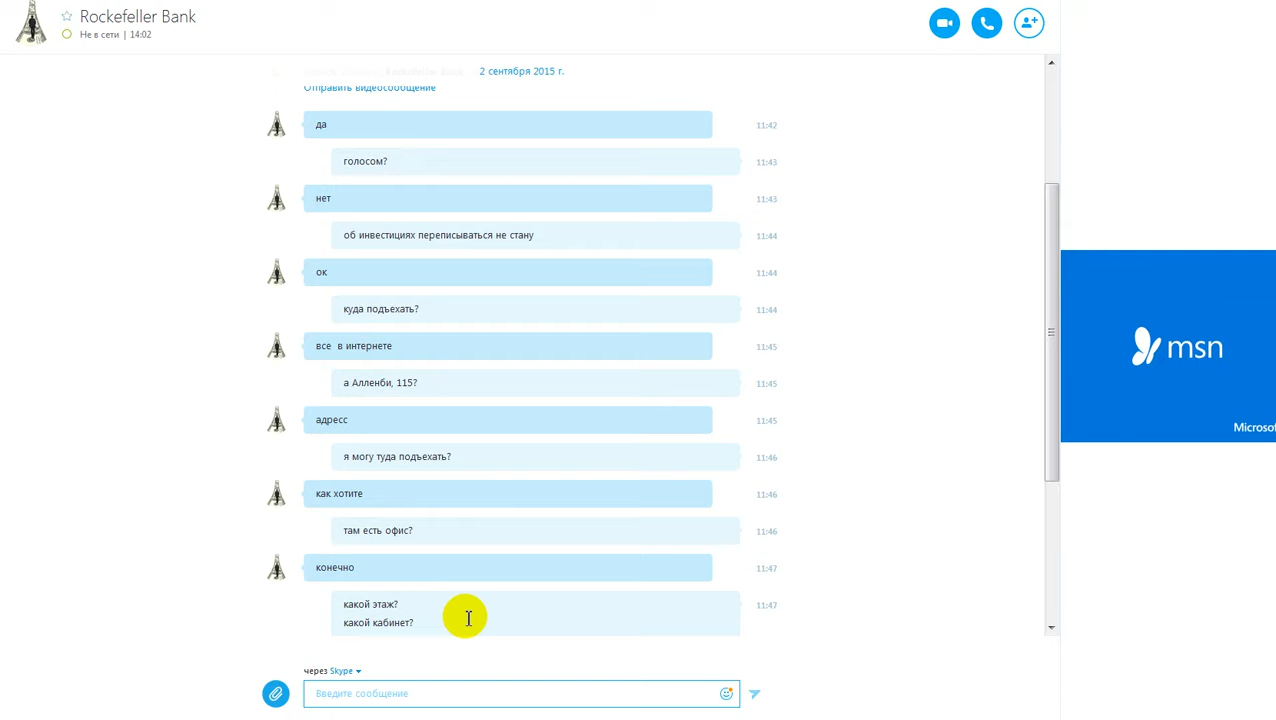 Rockefeller Bank
Не в сети | 14:02
2 сентября 2015 г.
Отправить видеосообщение
да
11:42
голосом?
11:43
нет
11:43
об инвестициях переписываться не стану
11:44
ок
11:44
куда подъехать?
11:44
все в интернете
11:45
а Алленби, 115?
11:45
адресс
11:45
я могу туда подъехать?
11:46
как хотите
11:46
там есть офис?
11:46
конечно
11:47
какой этаж?
11:47
какой кабинет?
msn
Microsof
через Skype
Введите сообщение